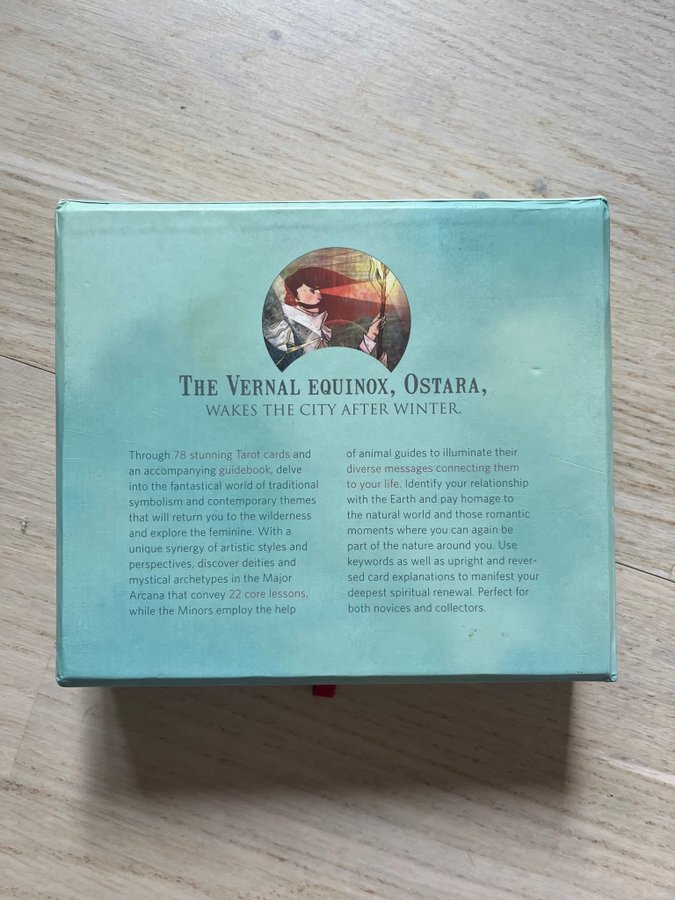 The Vernal equinox, Ostara,
WAKES THE CITY AFTER WINTER.
Through 78 stunning Tarot cards and
an accompanying guidebook, delve
into the fantastical world of traditional
symbolism and contemporary themes
that will return you to the wilderness
and explore the feminine. With a
unique synergy of artistic styles and
perspectives, discover deities and
mystical archetypes in the Major
Arcana that convey 22 core lessons,
while the Minors employ the help
of animal guides to illuminate their
diverse messages connecting them
to your life. Identify your relationship
with the Earth and pay homage to
the natural world and those romantic
moments where you can again be
part of the nature around you. Use
keywords as well as upright and rever-
sed card explanations to manifest your
deepest spiritual renewal. Perfect for
both novices and collectors.